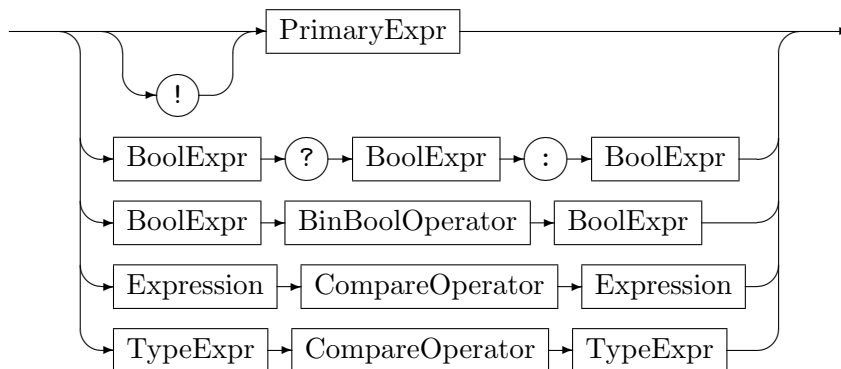 PrimaryExpr
!
BoolExpr ? BoolExpr : BoolExpr
BoolExpr BinBoolOperator BoolExpr
Expression CompareOperator Expression
TypeExpr CompareOperator TypeExpr